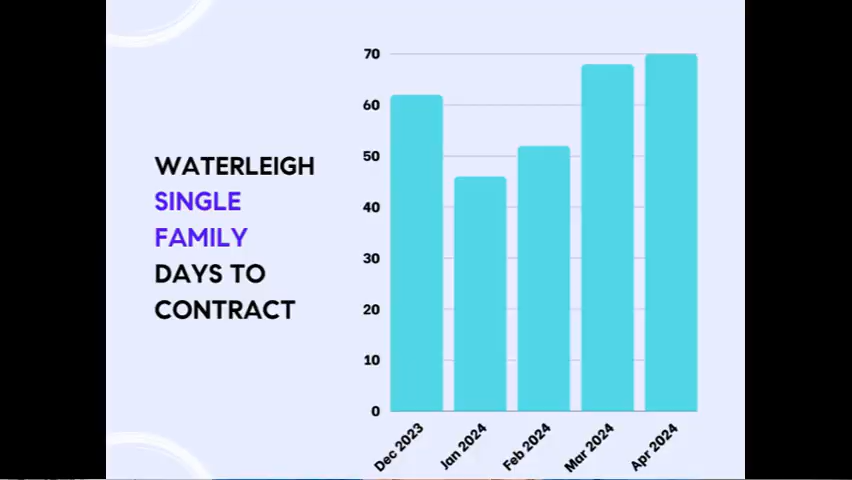 WATERLEIGH
SINGLE
FAMILY
DAYS TO
CONTRACT
70
60
50
40
30
20
10
0
Dec 2023
Jan 2024
Feb 2024
Mar 2024
Apr 2024